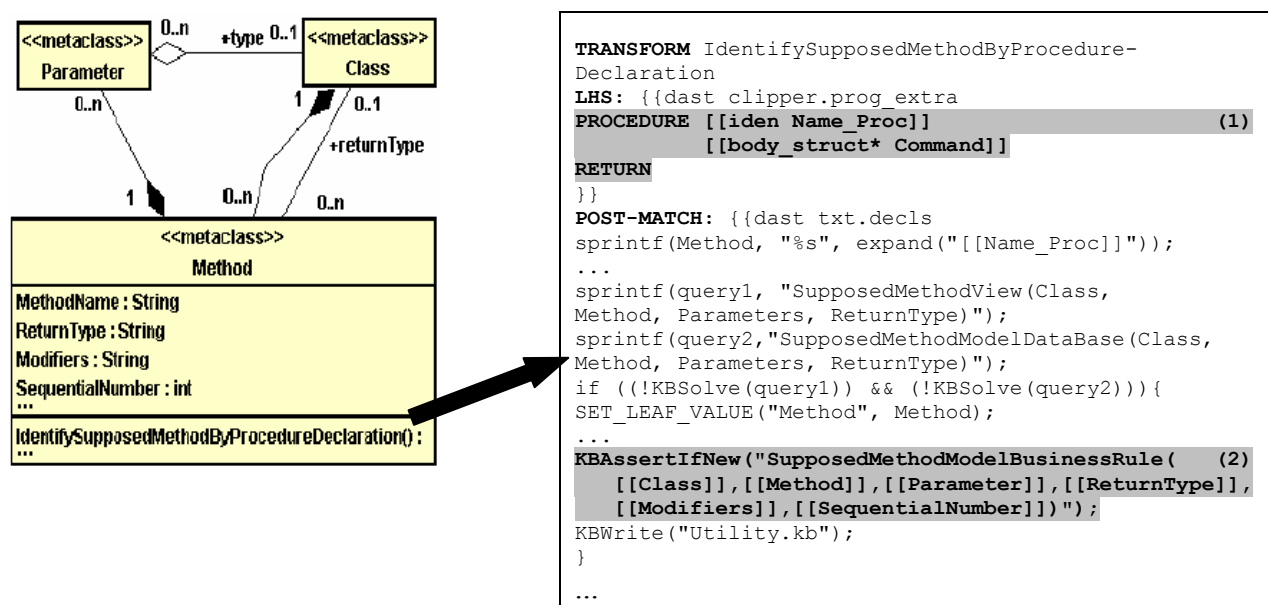 0..n
+type 0..1
<<metaclass>>
Parameter
<<metaclass>>
Class
0..n
1
0..1
+returnType
1
0..n
0..n
<<metaclass>>
Method
MethodName : String
ReturnType : String
Modifiers : String
SequentialNumber : int
...
IdentifySupposedMethodByProcedureDeclaration() :
...
TRANSFORM IdentifySupposedMethodByProcedure-
Declaration
LHS: {{dast clipper.prog_extra
PROCEDURE [[iden Name_Proc]] (1)
[[body_struct* Command]]
RETURN
}}
POST-MATCH: {{dast txt.decls
sprintf(Method, "%s", expand("[[Name_Proc]]"));
...
sprintf(query1, "SupposedMethodView(Class,
Method, Parameters, ReturnType)");
sprintf(query2,"SupposedMethodModelDataBase(Class,
Method, Parameters, ReturnType)");
if ((!KBSolve(query1)) && (!KBSolve(query2))){
SET_LEAF_VALUE("Method", Method);
...
KBAssertIfNew("SupposedMethodModelBusinessRule( (2)
[[Class]],[[Method]],[[Parameter]],[[ReturnType]],
[[Modifiers]],[[SequentialNumber]])");
KBWrite("Utility.kb");
}
...